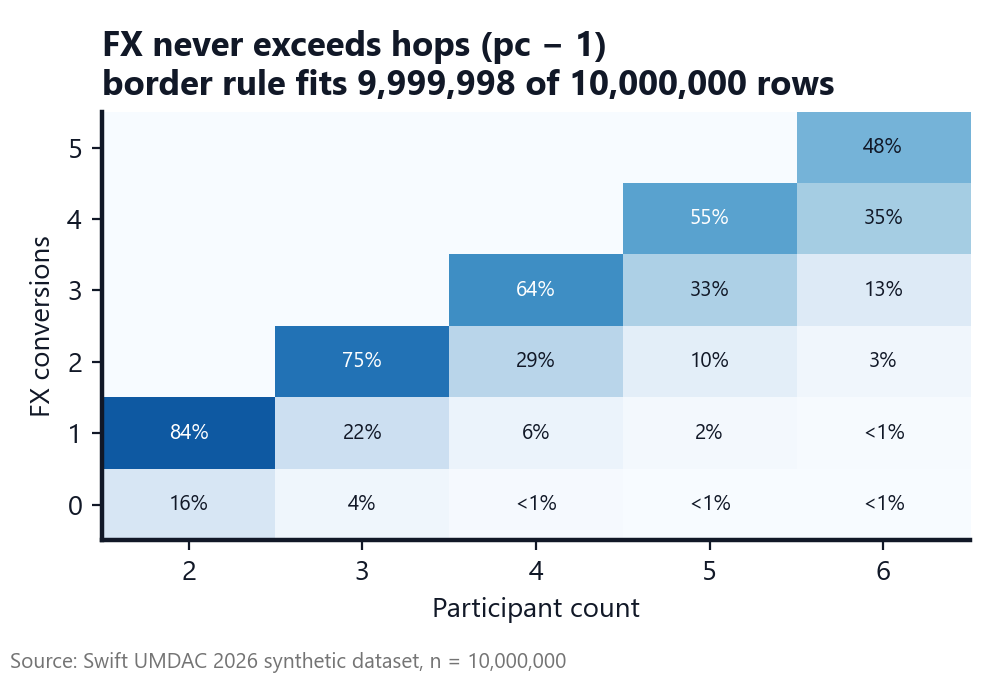 FX never exceeds hops (pc − 1)
border rule fits 9,999,998 of 10,000,000 rows
5 48%
4 55% 35%
3 64% 33% 13%
2 75% 29% 10% 3%
1 84% 22% 6% 2% <1%
0 16% 4% <1% <1% <1%
FX conversions
2 3 4 5 6
Participant count
Source: Swift UMDAC 2026 synthetic dataset, n = 10,000,000